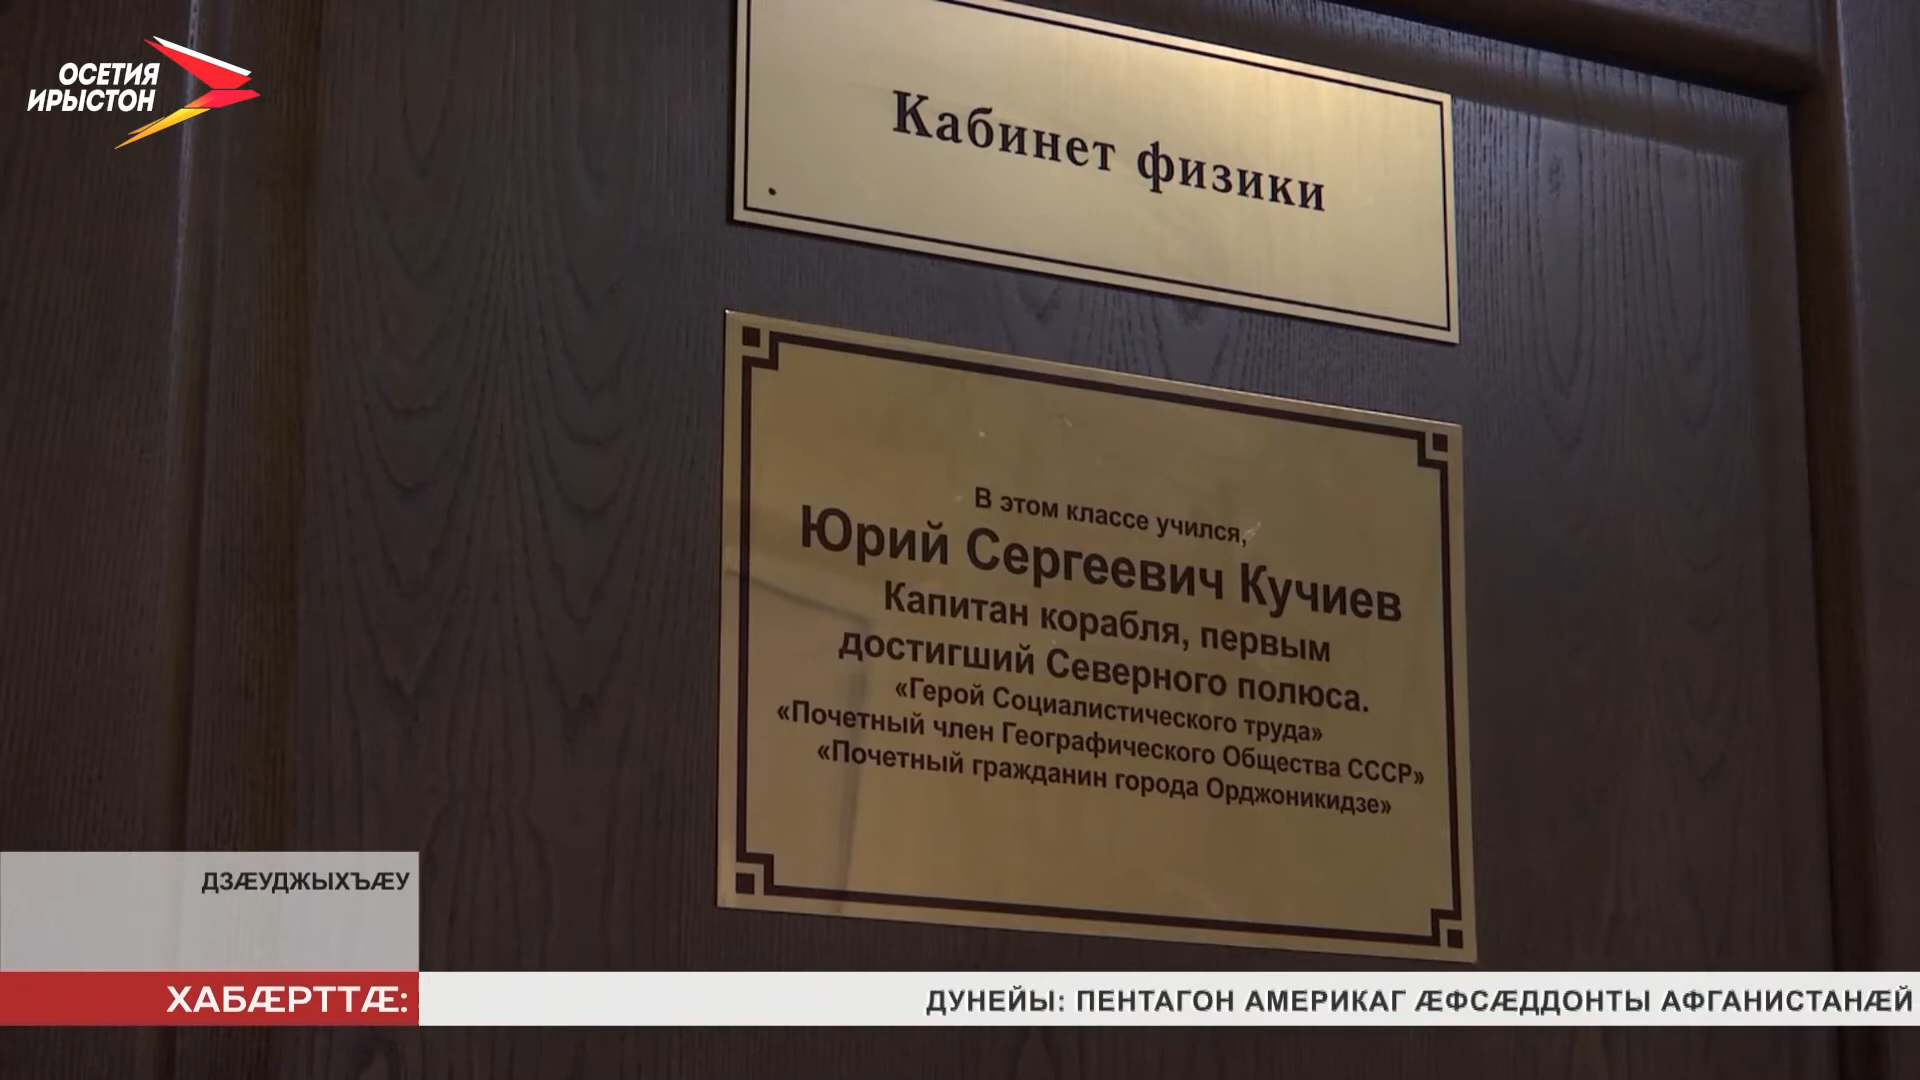 ОСЕТИЯ
ИРЫСТОН
Кабинет физики
В этом классе учился,
Юрий Сергеевич Кучиев
Капитан корабля, первым
достигший Северного полюса.
«Герой Социалистического труда»
«Почетный член Географического Общества СССР»
«Почетный гражданин города Орджоникидзе»
ДЗÆУДЖЫХЪÆУ
ХАБÆРТТÆ:
ДУНЕЙЫ: ПЕНТАГОН АМЕРИКАГ ÆФСÆДДОНТЫ АФГАНИСТАНÆЙ